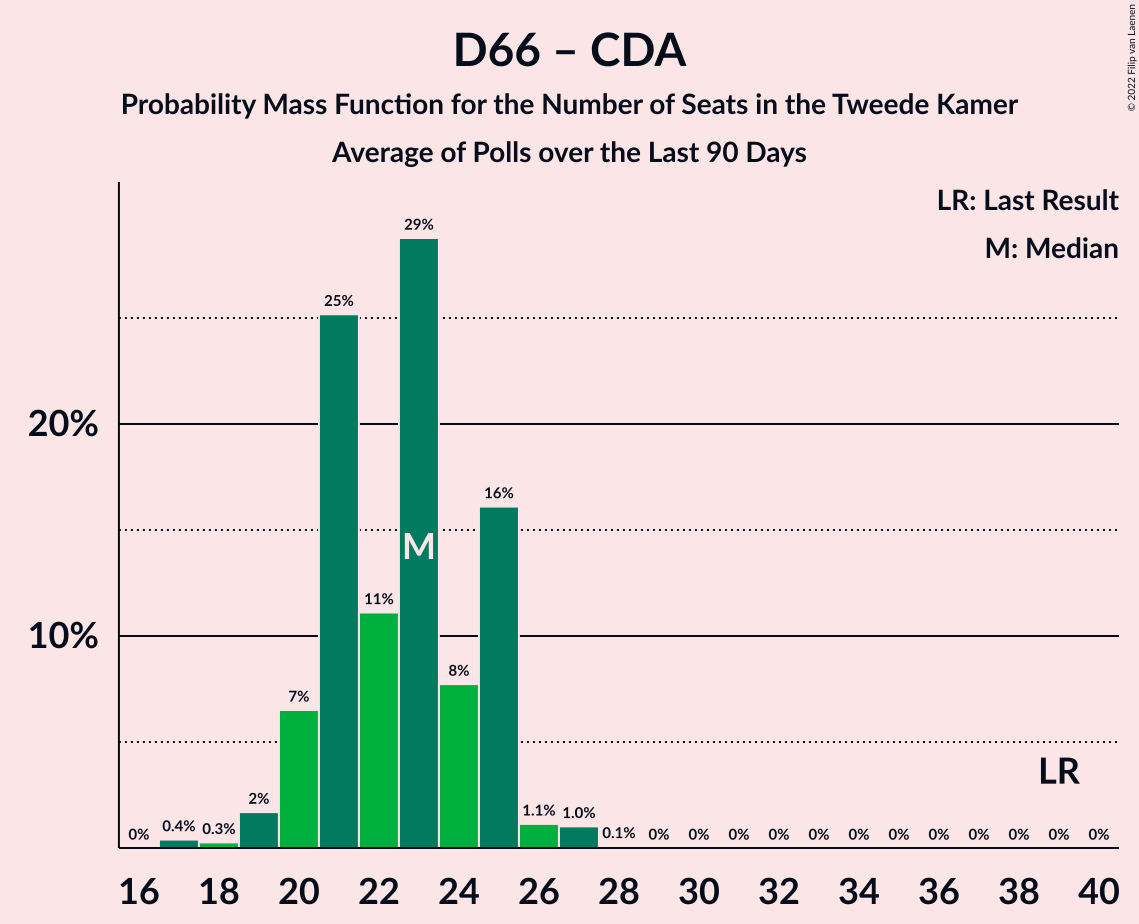 D66 – CDA
Probability Mass Function for the Number of Seats in the Tweede Kamer
Average of Polls over the Last 90 Days
© 2022 Filip van Laenen
LR: Last Result
M: Median
29%
25%
20%
16%
M
11%
10%
8%
7%
LR
2%
0% 0.4% 0.3% 1.1% 1.0% 0.1% 0% 0% 0% 0% 0% 0% 0% 0% 0% 0% 0% 0%
16 18 20 22 24 26 28 30 32 34 36 38 40